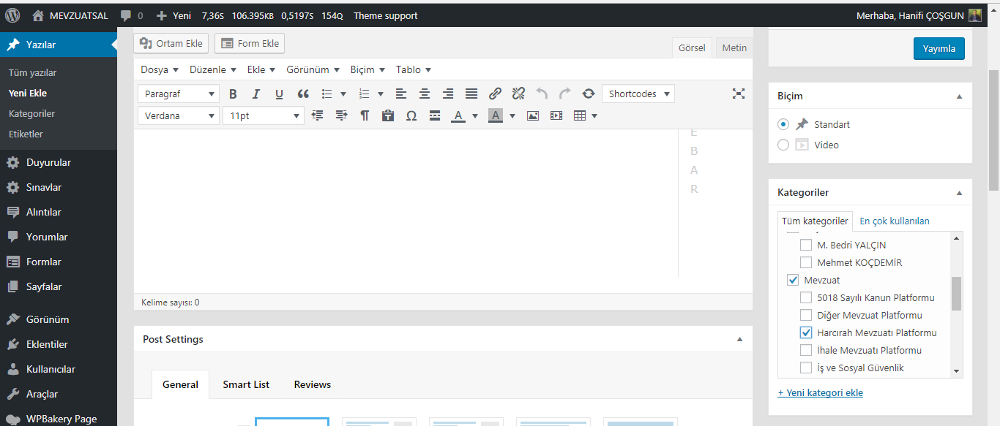 MEVZUATSAL 0 Yeni 7,36S 106.395KB 0,5197S 154Q Theme support Merhaba, Hanifi ÇOŞGUN
Yazılar
Tüm yazılar
Yeni Ekle
Kategoriler
Etiketler
Duyurular
Sınavlar
Alıntılar
Yorumlar
Formlar
Sayfalar
Görünüm
Eklentiler
Kullanıcılar
Araçlar
WPBakery Page
Ortam Ekle Form Ekle
Görsel Metin
Dosya Düzenle Ekle Görünüm Biçim Tablo
Paragraf B I U Shortcodes
Verdana 11pt A A
E
B
A
R
Kelime sayısı: 0
Post Settings
General Smart List Reviews
Yayımla
Biçim
Standart
Video
Kategoriler
Tüm kategoriler En çok kullanılan
M. Bedri YALÇIN
Mehmet KOÇDEMİR
Mevzuat
5018 Sayılı Kanun Platformu
Diğer Mevzuat Platformu
Harcırah Mevzuatı Platformu
İhale Mevzuatı Platformu
İş ve Sosyal Güvenlik
+ Yeni kategori ekle